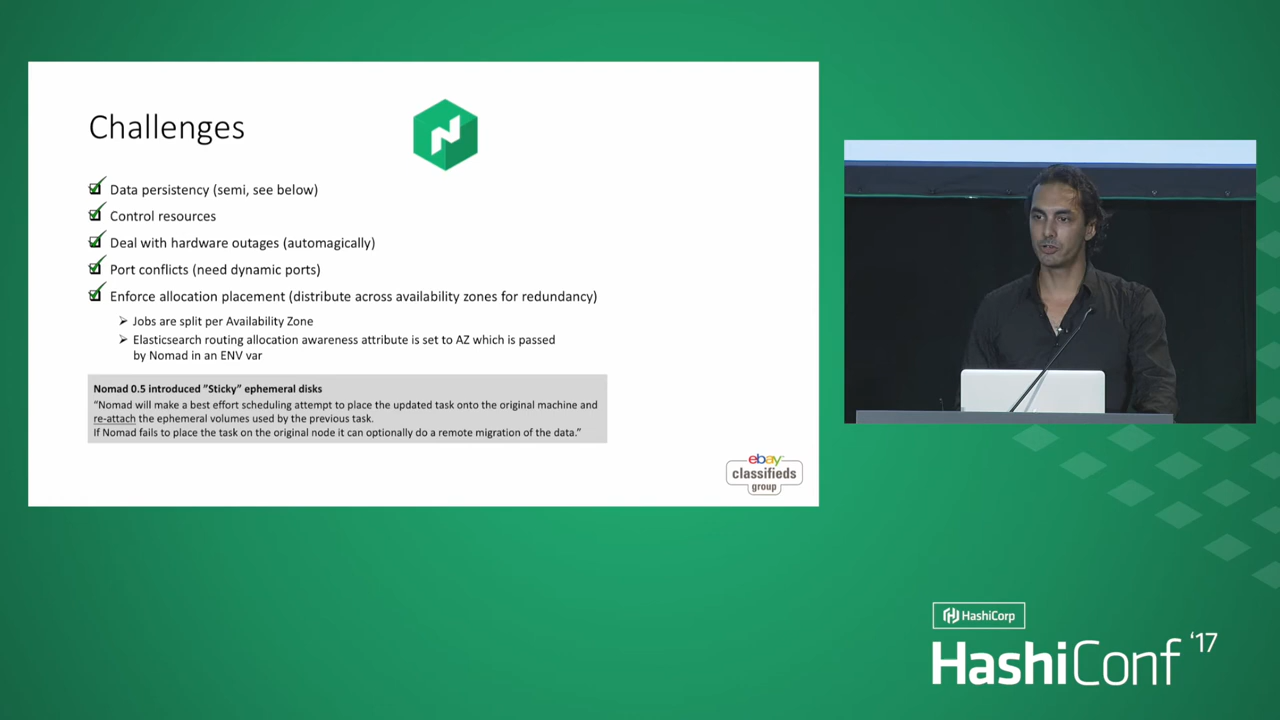 Challenges
Data persistency (semi, see below)
Control resources
Deal with hardware outages (automagically)
Port conflicts (need dynamic ports)
Enforce allocation placement (distribute across availability zones for redundancy)
Jobs are split per Availability Zone
Elasticsearch routing allocation awareness attribute is set to AZ which is passed
by Nomad in an ENV var
Nomad 0.5 introduced ”Sticky” ephemeral disks
“Nomad will make a best effort scheduling attempt to place the updated task onto the original machine and
re-attach the ephemeral volumes used by the previous task.
If Nomad fails to place the task on the original node it can optionally do a remote migration of the data.”
ebay
classifieds
group
HashiCorp
HashiConf ‘17